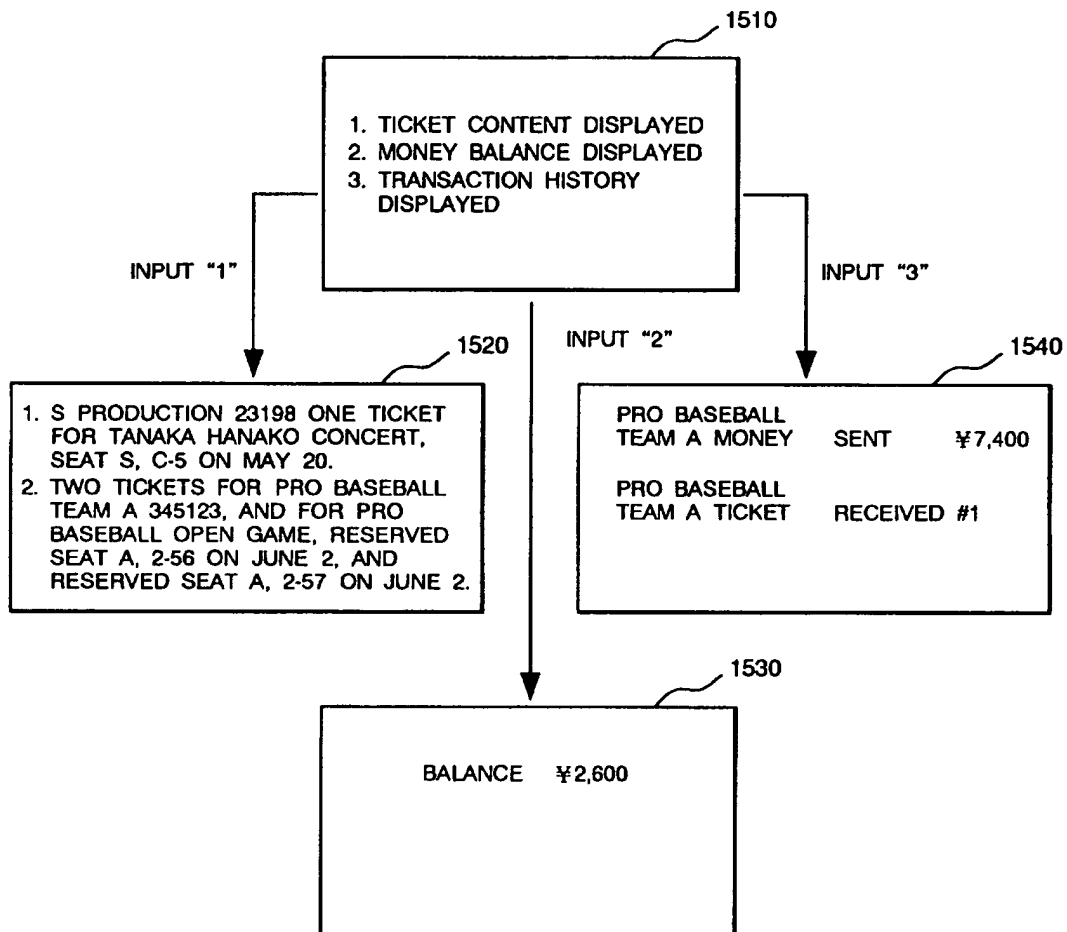 1510
1. TICKET CONTENT DISPLAYED
2. MONEY BALANCE DISPLAYED
3. TRANSACTION HISTORY
DISPLAYED
INPUT “1”
INPUT “3”
INPUT “2”
1520
1. S PRODUCTION 23198 ONE TICKET
FOR TANAKA HANAKO CONCERT,
SEAT S, C-5 ON MAY 20.
2. TWO TICKETS FOR PRO BASEBALL
TEAM A 345123, AND FOR PRO
BASEBALL OPEN GAME, RESERVED
SEAT A, 2-56 ON JUNE 2, AND
RESERVED SEAT A, 2-57 ON JUNE 2.
1540
PRO BASEBALL
TEAM A MONEY SENT ¥7,400
PRO BASEBALL
TEAM A TICKET RECEIVED #1
1530
BALANCE ¥2,600